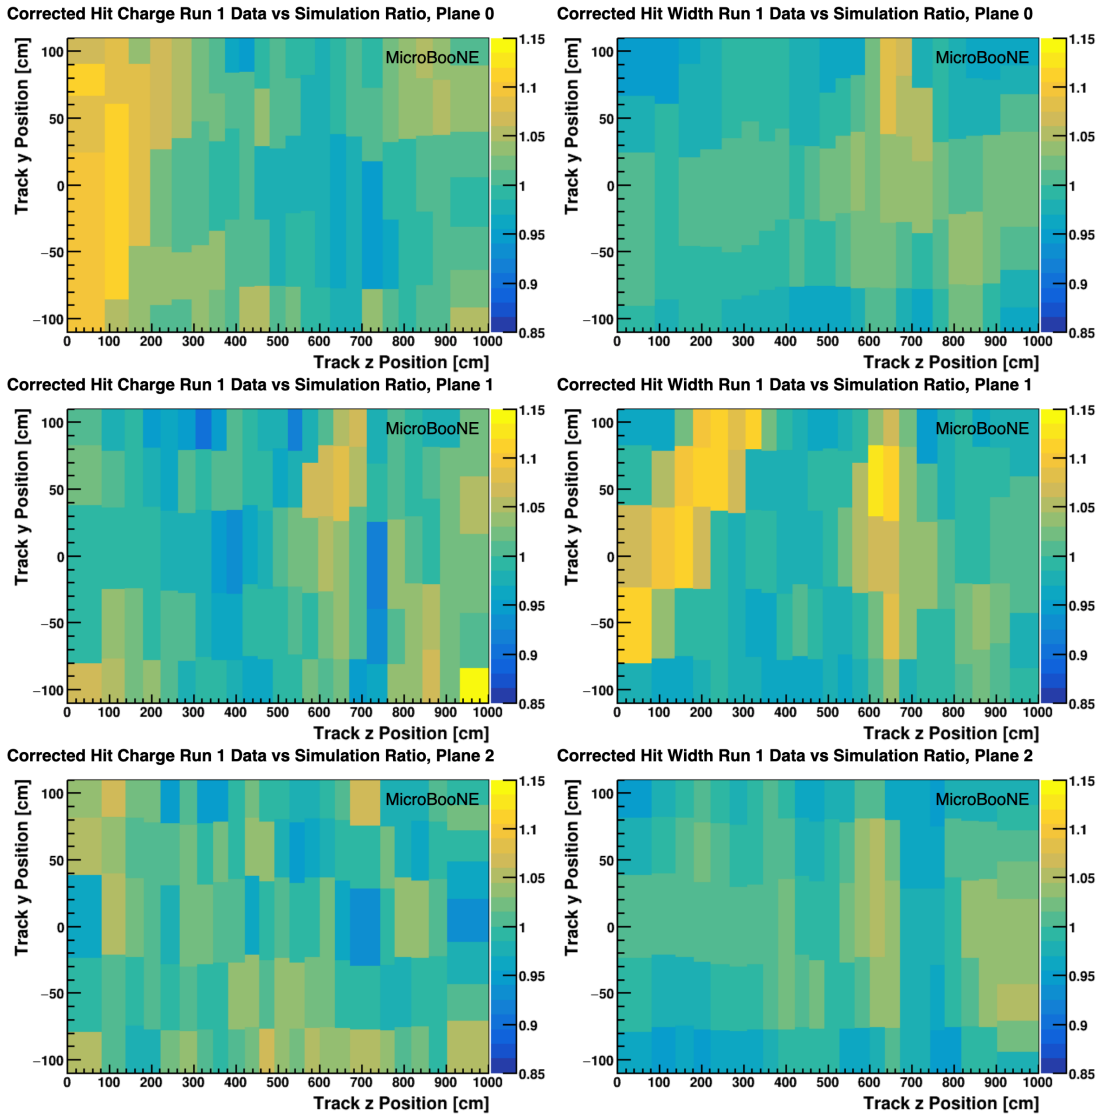 Corrected Hit Charge Run 1 Data vs Simulation Ratio, Plane 0
Track y Position [cm]
100
50
0
−50
−100
MicroBooNE
1.15
1.1
1.05
1
0.95
0.9
0.85
0 100 200 300 400 500 600 700 800 900 1000
Track z Position [cm]
Corrected Hit Width Run 1 Data vs Simulation Ratio, Plane 0
Track y Position [cm]
100
50
0
−50
−100
MicroBooNE
1.15
1.1
1.05
1
0.95
0.9
0.85
0 100 200 300 400 500 600 700 800 900 1000
Track z Position [cm]
Corrected Hit Charge Run 1 Data vs Simulation Ratio, Plane 1
Track y Position [cm]
100
50
0
−50
−100
MicroBooNE
1.15
1.1
1.05
1
0.95
0.9
0.85
0 100 200 300 400 500 600 700 800 900 1000
Track z Position [cm]
Corrected Hit Width Run 1 Data vs Simulation Ratio, Plane 1
Track y Position [cm]
100
50
0
−50
−100
MicroBooNE
1.15
1.1
1.05
1
0.95
0.9
0.85
0 100 200 300 400 500 600 700 800 900 1000
Track z Position [cm]
Corrected Hit Charge Run 1 Data vs Simulation Ratio, Plane 2
Track y Position [cm]
100
50
0
−50
−100
MicroBooNE
1.15
1.1
1.05
1
0.95
0.9
0.85
0 100 200 300 400 500 600 700 800 900 1000
Track z Position [cm]
Corrected Hit Width Run 1 Data vs Simulation Ratio, Plane 2
Track y Position [cm]
100
50
0
−50
−100
MicroBooNE
1.15
1.1
1.05
1
0.95
0.9
0.85
0 100 200 300 400 500 600 700 800 900 1000
Track z Position [cm]